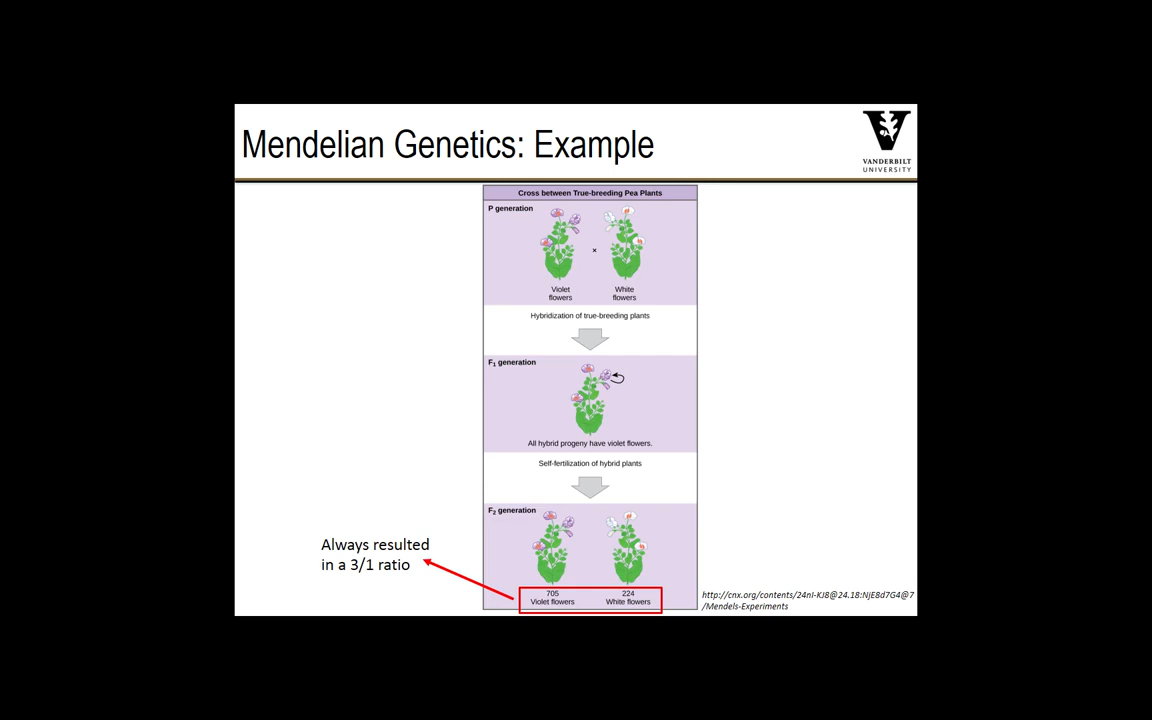 Mendelian Genetics: Example
VANDERBILT
UNIVERSITY
Cross between True-breeding Pea Plants
P generation
×
Violet
flowers
White
flowers
Hybridization of true-breeding plants
F₁ generation
All hybrid progeny have violet flowers.
Self-fertilization of hybrid plants
F₂ generation
Always resulted
in a 3/1 ratio
705
Violet flowers
224
White flowers
http://cnx.org/contents/24nI-KJ8@24.18:NjE8d7G4@7
/Mendels-Experiments